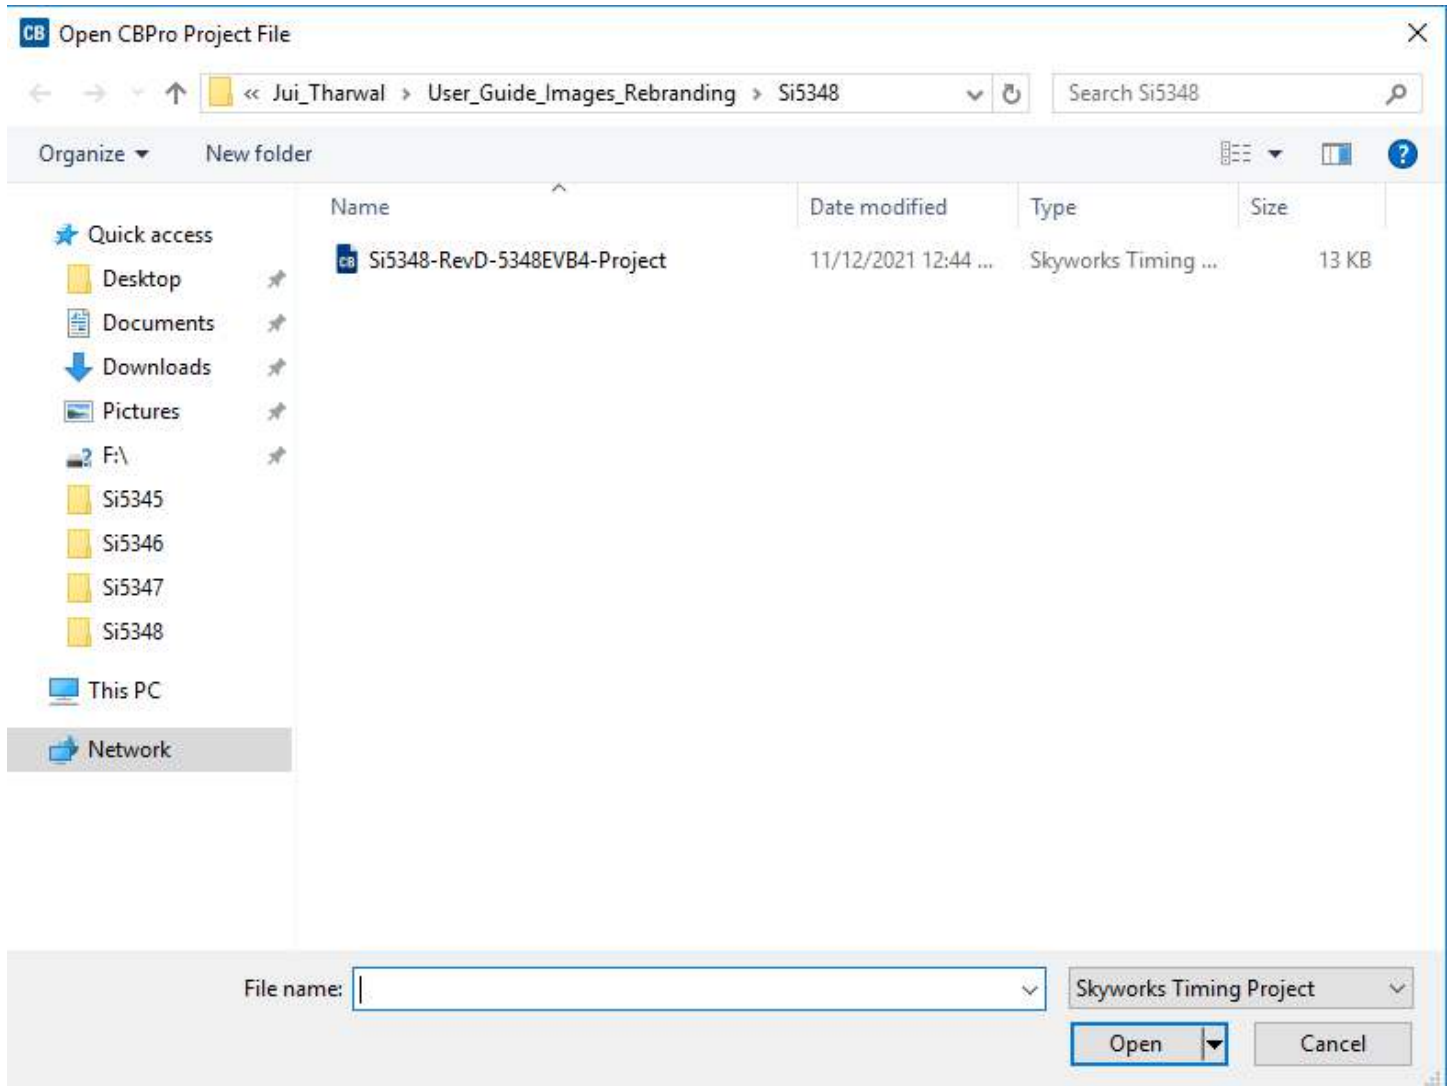 CB Open CBPro Project File
« Jui_Tharwal > User_Guide_Images_Rebranding > Si5348 Search Si5348
Organize New folder ?
Name Date modified Type Size
Quick access
CB Si5348-RevD-5348EVB4-Project 11/12/2021 12:44 ... Skyworks Timing ... 13 KB
Desktop
Documents
Downloads
Pictures
F:\
Si5345
Si5346
Si5347
Si5348
This PC
Network
File name: Skyworks Timing Project
Open Cancel